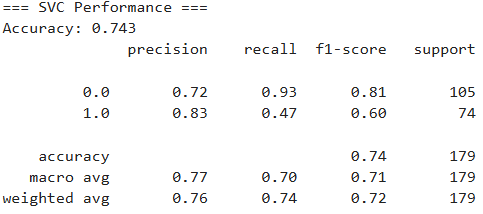 === SVC Performance ===
Accuracy: 0.743
precision recall f1-score support
0.0 0.72 0.93 0.81 105
1.0 0.83 0.47 0.60 74
accuracy 0.74 179
macro avg 0.77 0.70 0.71 179
weighted avg 0.76 0.74 0.72 179